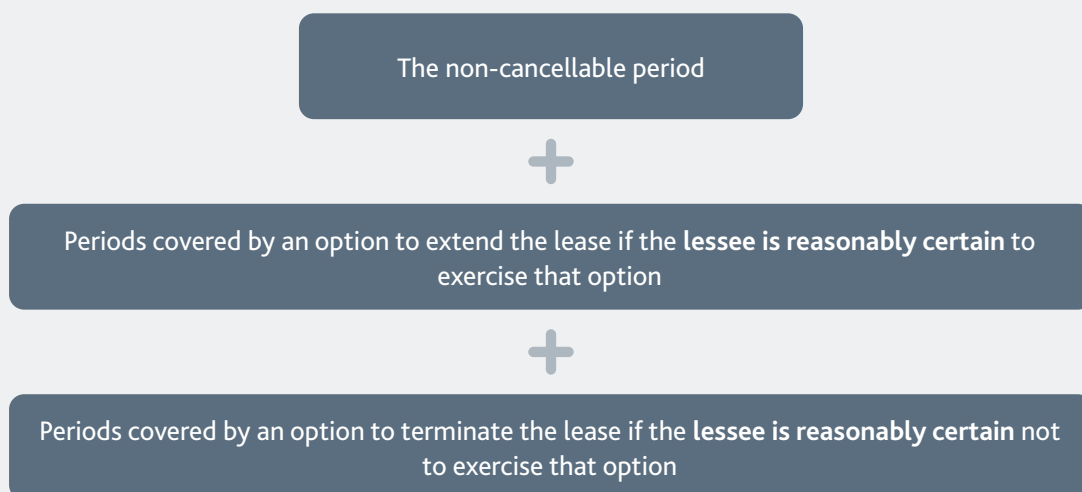 The non-cancellable period
Periods covered by an option to extend the lease if the lessee is reasonably certain to
exercise that option
Periods covered by an option to terminate the lease if the lessee is reasonably certain not
to exercise that option